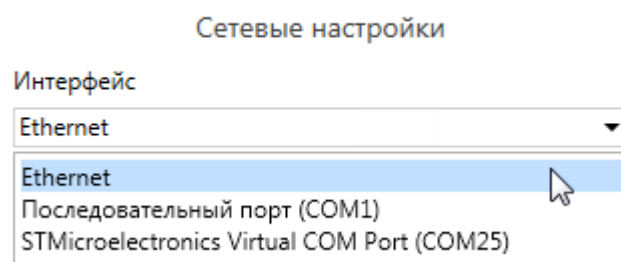 Сетевые настройки
Интерфейс
Ethernet
Ethernet
Последовательный порт (COM1)
STMicroelectronics Virtual COM Port (COM25)